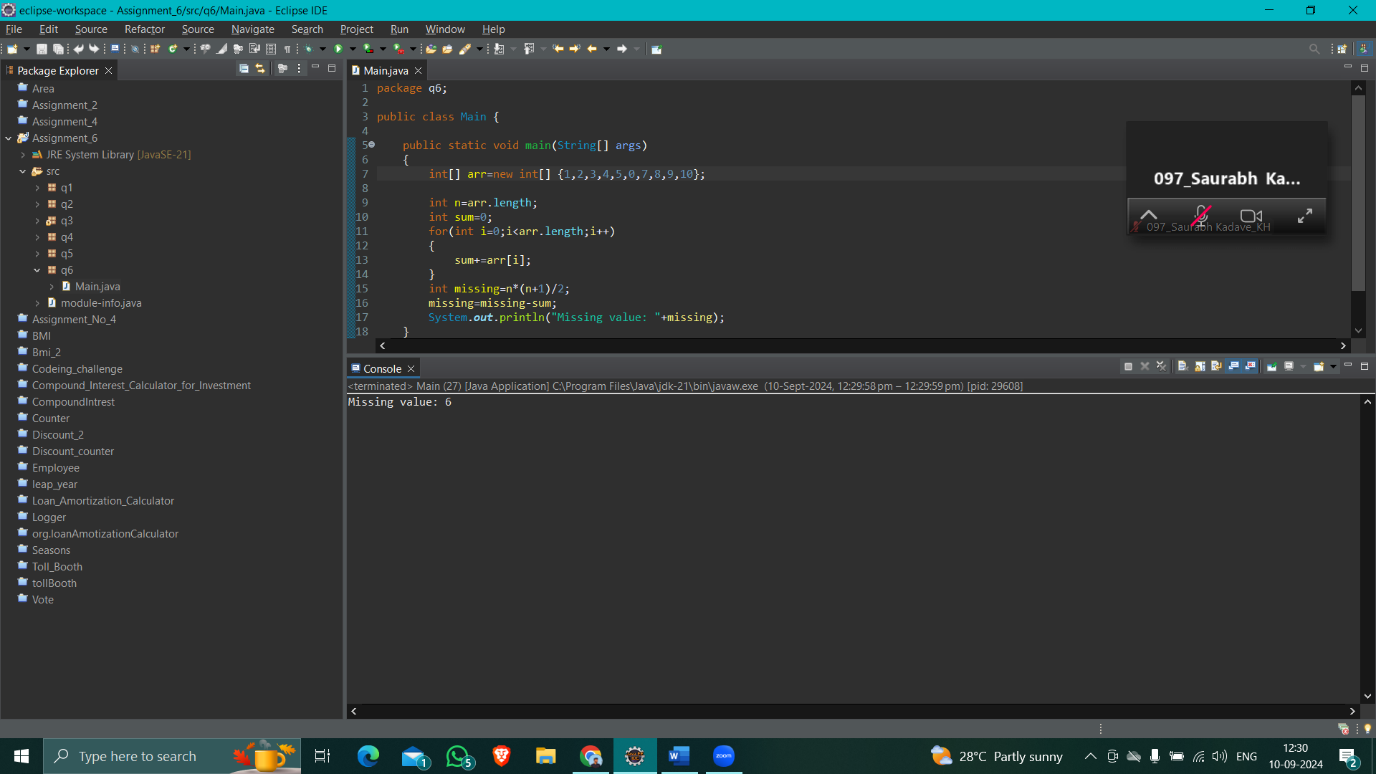 eclipse-workspace - Assignment_6/src/q6/Main.java - Eclipse IDE
File Edit Source Refactor Source Navigate Search Project Run Window Help
Package Explorer
Area
Assignment_2
Assignment_4
Assignment_6
JRE System Library [JavaSE-21]
src
q1
q2
q3
q4
q5
q6
Main.java
module-info.java
Assignment_No_4
BMI
Bmi_2
Codeing_challenge
Compound_Interest_Calculator_for_Investment
CompoundIntrest
Counter
Discount_2
Discount_counter
Employee
leap_year
Loan_Amortization_Calculator
Logger
org.loanAmotizationCalculator
Seasons
Toll_Booth
tollBooth
Vote
Main.java
1 package q6;
2
3 public class Main {
4
5 public static void main(String[] args)
6 {
7 int[] arr=new int[] {1,2,3,4,5,0,7,8,9,10};
8
9 int n=arr.length;
10 int sum=0;
11 for(int i=0;i<arr.length;i++)
12 {
13 sum+=arr[i];
14 }
15 int missing=n*(n+1)/2;
16 missing=missing-sum;
17 System.out.println("Missing value: "+missing);
18 }
097_Saurabh Ka...
097_Saurabh Kadave_KH
Console
<terminated> Main (27) [Java Application] C:\Program Files\Java\jdk-21\bin\javaw.exe (10-Sept-2024, 12:29:58 pm – 12:29:59 pm) [pid: 29608]
Missing value: 6
Type here to search
1
5
zoom
28°C Partly sunny
ENG
12:30
10-09-2024
2